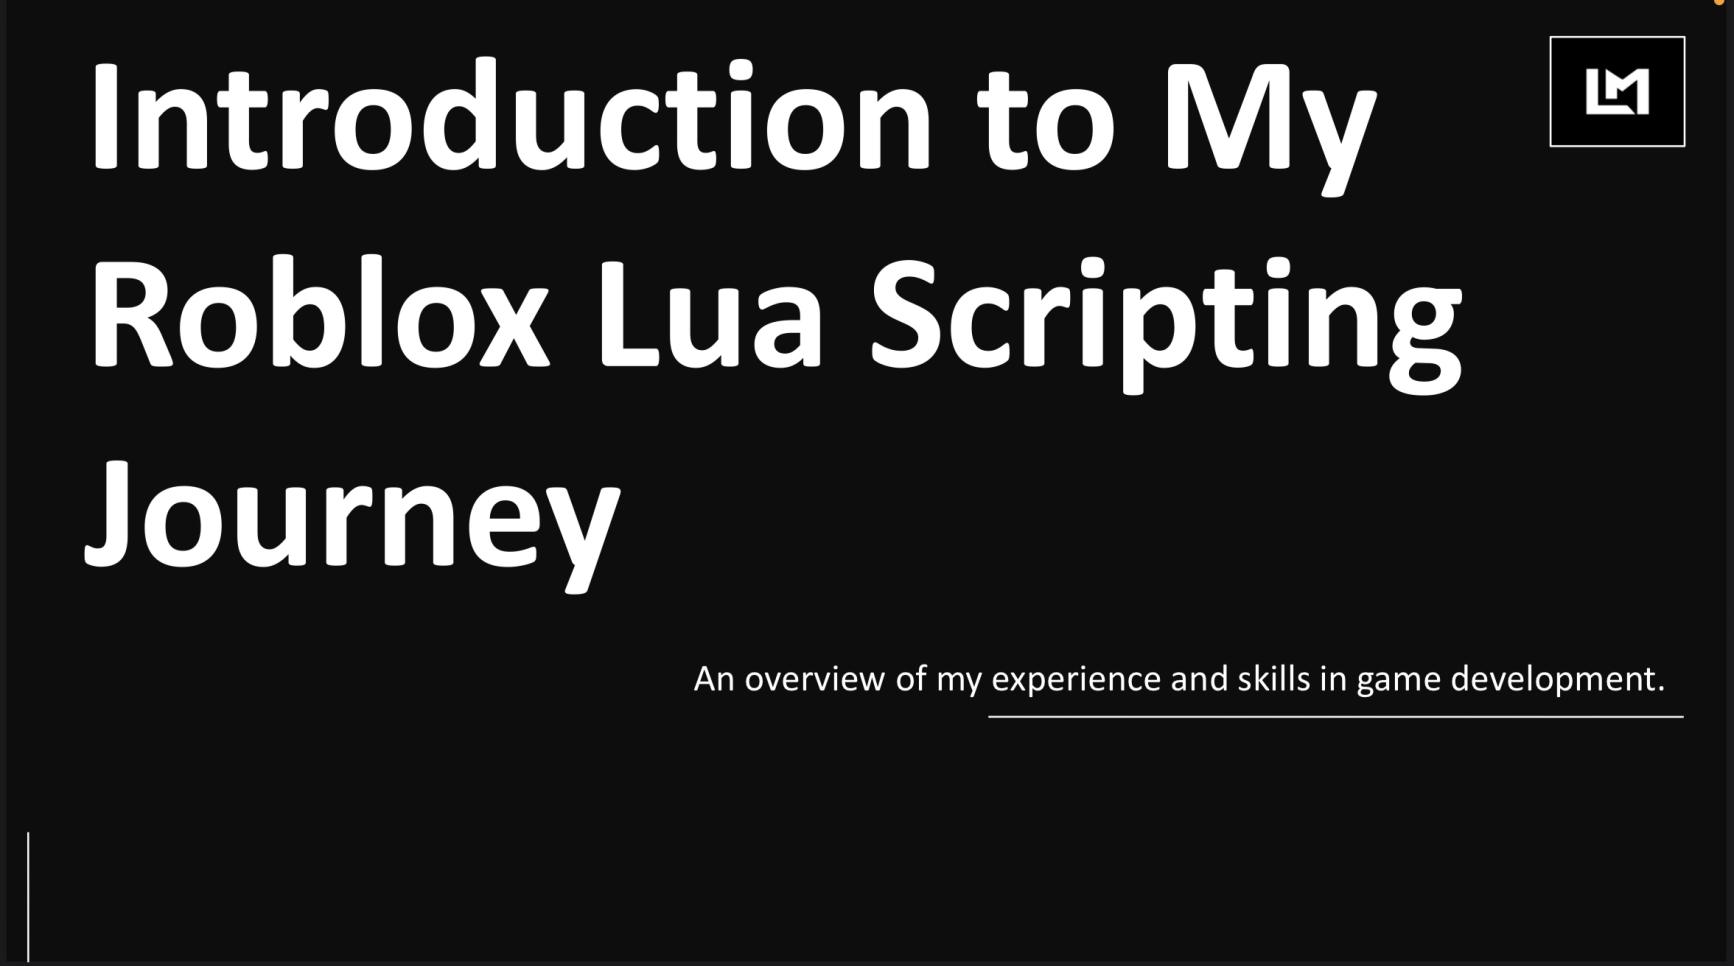 Introduction to My
Roblox Lua Scripting
Journey
LM
An overview of my experience and skills in game development.